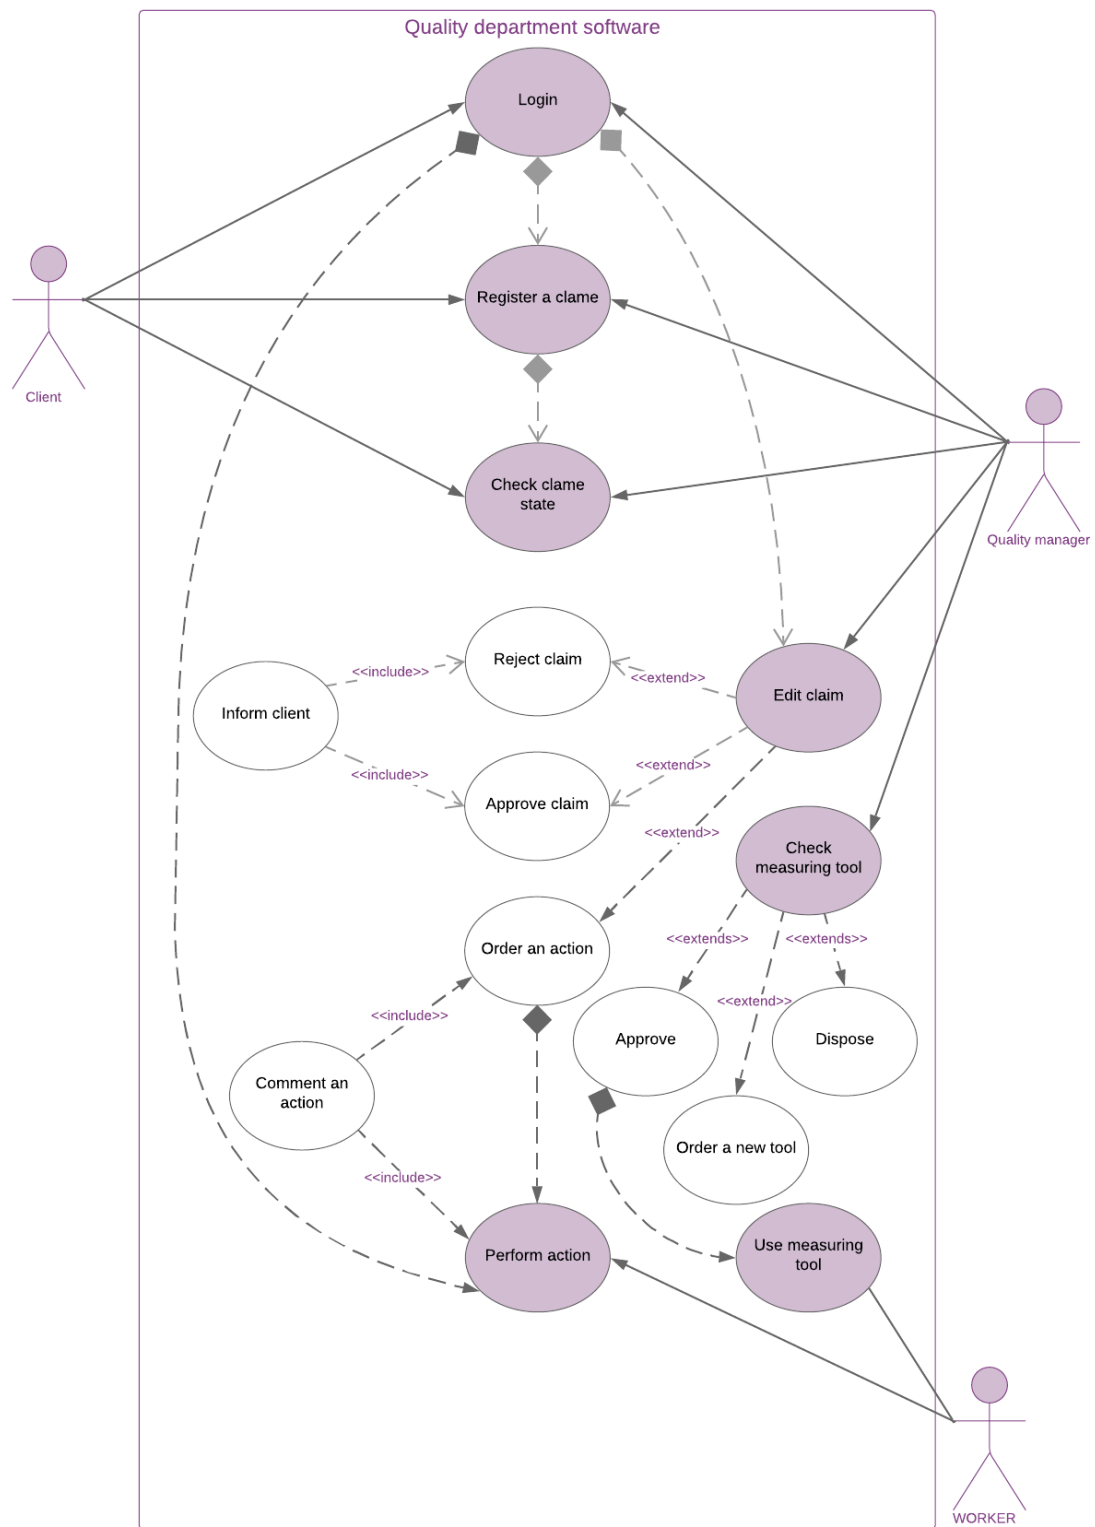 Quality department software
Login
Register a clame
Client
Check clame
state
Quality manager
Reject claim
<<include>>
<<extend>>
Edit claim
Inform client
<<extend>>
<<include>>
Approve claim
<<extend>>
Check
measuring tool
Order an action
<<extends>>
<<extends>>
<<extend>>
<<include>>
Approve
Dispose
Comment an
action
Order a new tool
<<include>>
Perform action
Use measuring
tool
WORKER